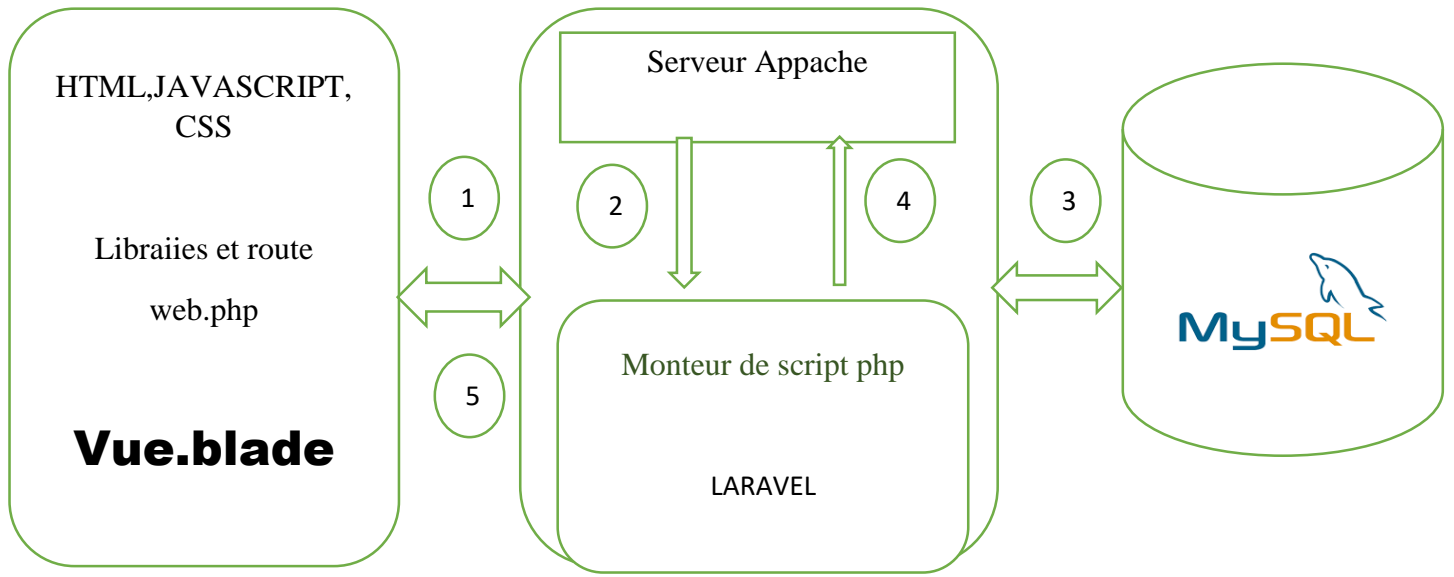 HTML,JAVASCRIPT,
CSS
Libraiies et route
web.php
Vue.blade
1
5
Serveur Appache
2
4
Monteur de script php
LARAVEL
3
MySQL